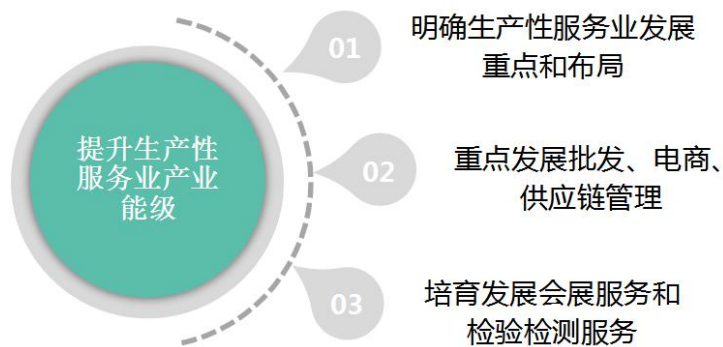 提升生产性
服务业产业
能级
01
明确生产性服务业发展
重点和布局
02
重点发展批发、电商、
供应链管理
03
培育发展会展服务和
检验检测服务